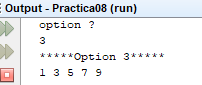 Output - Practica08 (run)
option ?
3
*****Option 3*****
1 3 5 7 9